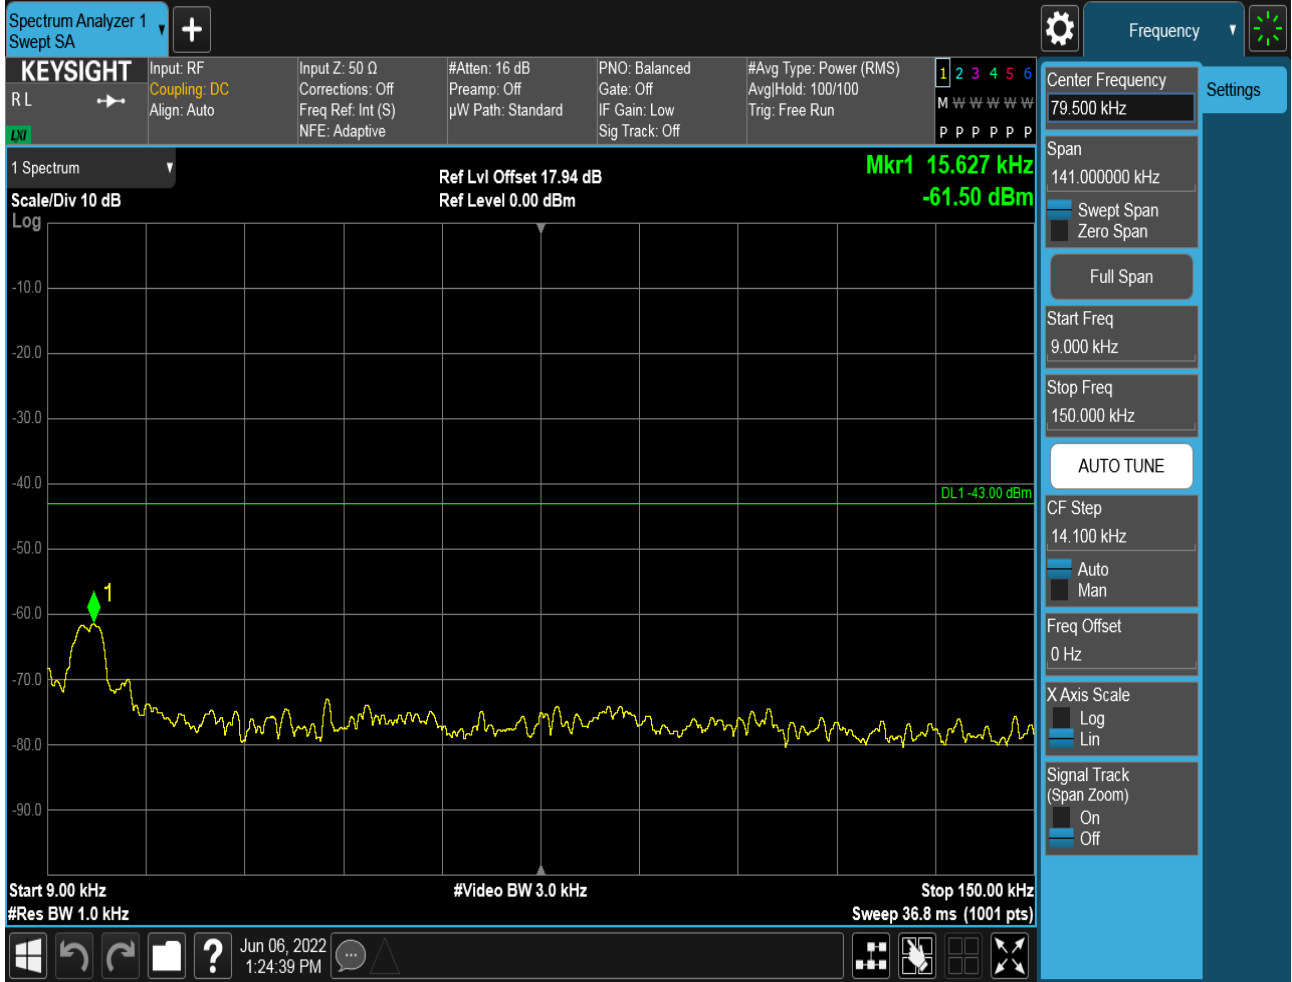 Spectrum Analyzer 1
Swept SA
Frequency
KEYSIGHT
R L
LXI
Input: RF
Coupling: DC
Align: Auto
Input Z: 50 Ω
Corrections: Off
Freq Ref: Int (S)
NFE: Adaptive
#Atten: 16 dB
Preamp: Off
µW Path: Standard
PNO: Balanced
Gate: Off
IF Gain: Low
Sig Track: Off
#Avg Type: Power (RMS)
Avg|Hold: 100/100
Trig: Free Run
1 2 3 4 5 6
M W W W W W
P P P P P P
1 Spectrum
Scale/Div 10 dB
Log
Ref Lvl Offset 17.94 dB
Ref Level 0.00 dBm
Mkr1 15.627 kHz
-61.50 dBm
-10.0
-20.0
-30.0
-40.0
DL1 -43.00 dBm
-50.0
1
-60.0
-70.0
-80.0
-90.0
Start 9.00 kHz
#Video BW 3.0 kHz
Stop 150.00 kHz
#Res BW 1.0 kHz
Sweep 36.8 ms (1001 pts)
Jun 06, 2022
1:24:39 PM
Center Frequency
79.500 kHz
Settings
Span
141.000000 kHz
Swept Span
Zero Span
Full Span
Start Freq
9.000 kHz
Stop Freq
150.000 kHz
AUTO TUNE
CF Step
14.100 kHz
Auto
Man
Freq Offset
0 Hz
X Axis Scale
Log
Lin
Signal Track
(Span Zoom)
On
Off